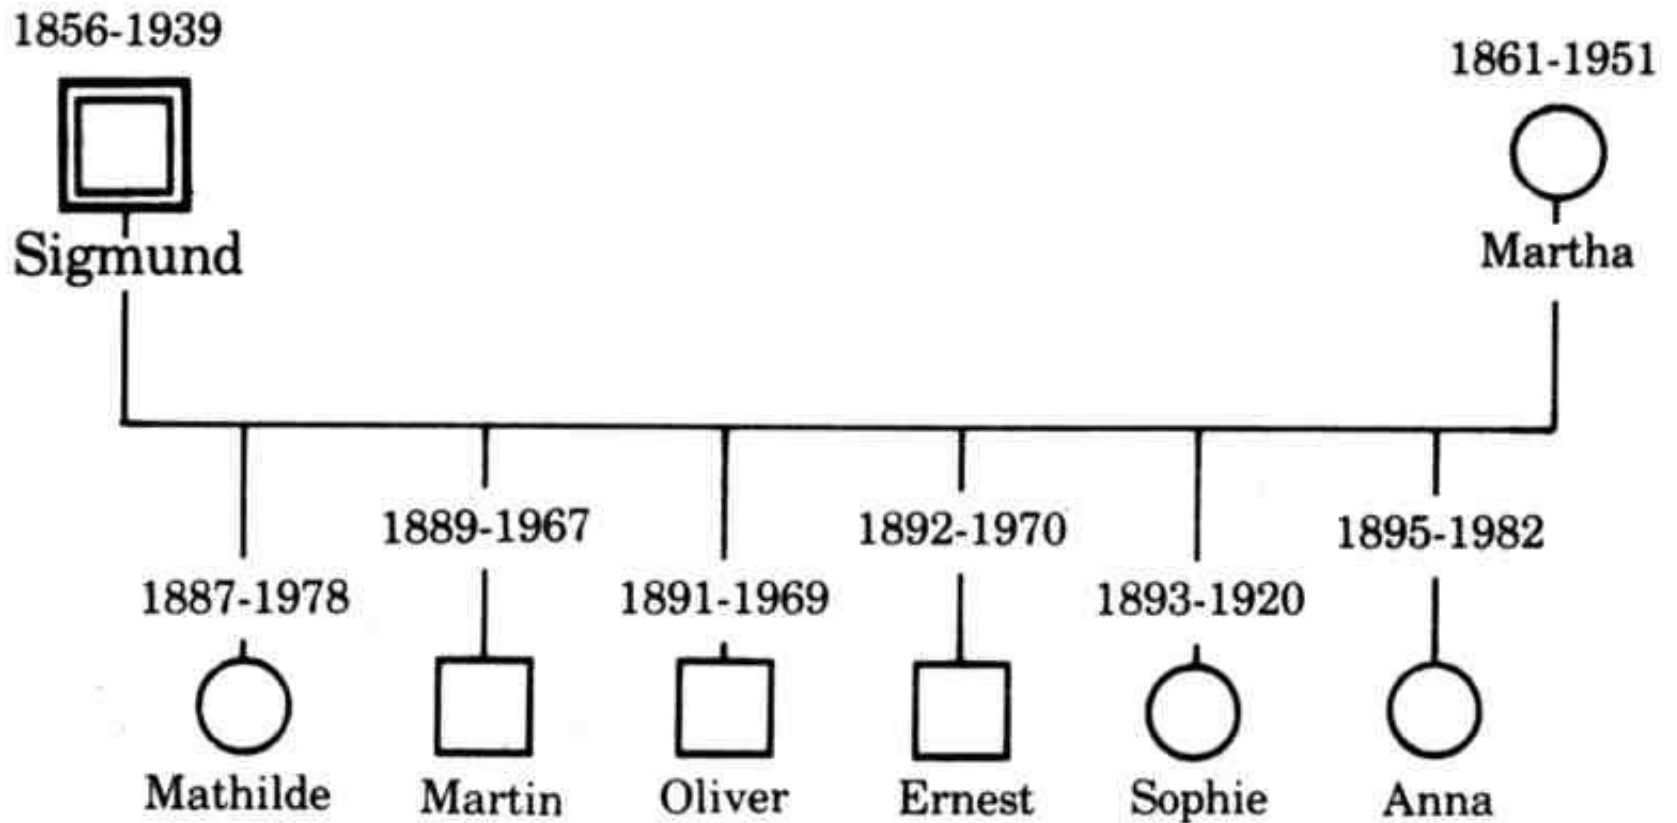 1856-1939
1861-1951
Sigmund
Martha
1889-1967
1892-1970
1895-1982
1887-1978
1891-1969
1893-1920
Mathilde
Martin
Oliver
Ernest
Sophie
Anna